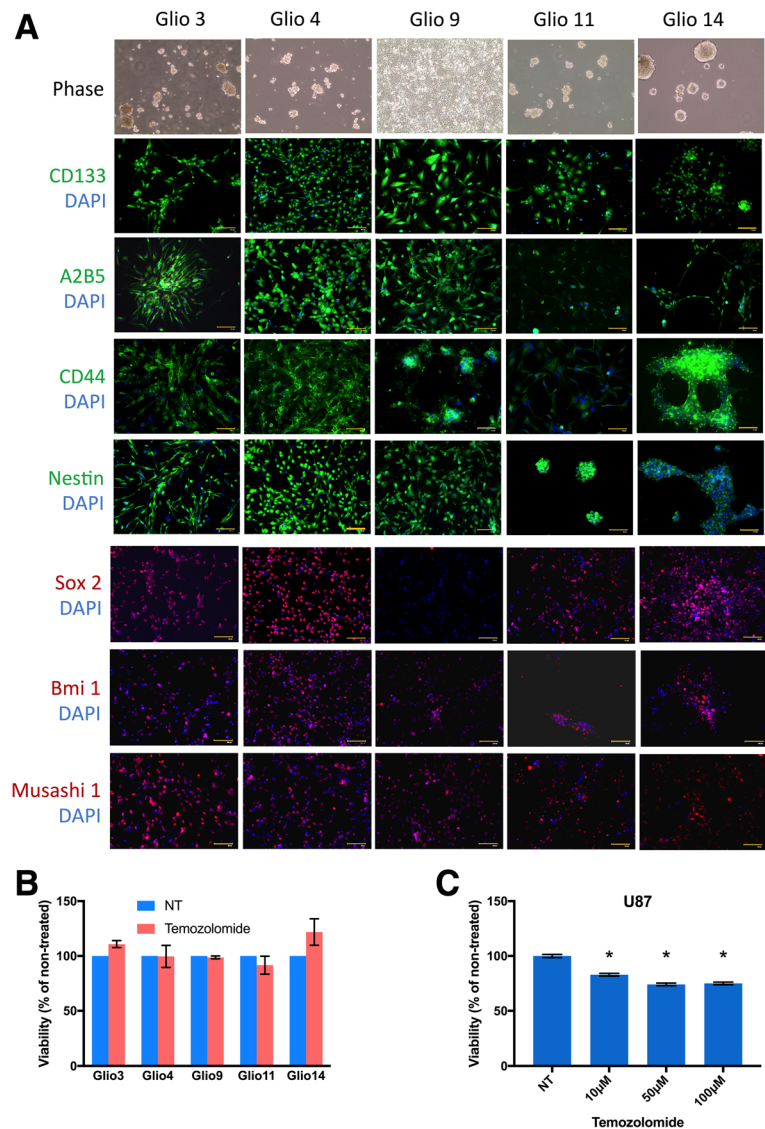 A
Glio 3 Glio 4 Glio 9 Glio 11 Glio 14
Phase
CD133
DAPI
A2B5
DAPI
CD44
DAPI
Nestin
DAPI
Sox 2
DAPI
Bmi 1
DAPI
Musashi 1
DAPI
B
Viability (% of non-treated)
150
100
50
0
NT
Temozolomide
Glio3 Glio4 Glio9 Glio11 Glio14
C
U87
Viability (% of non-treated)
150
100
50
0
* * *
NT 10µM 50µM 100µM
Temozolomide